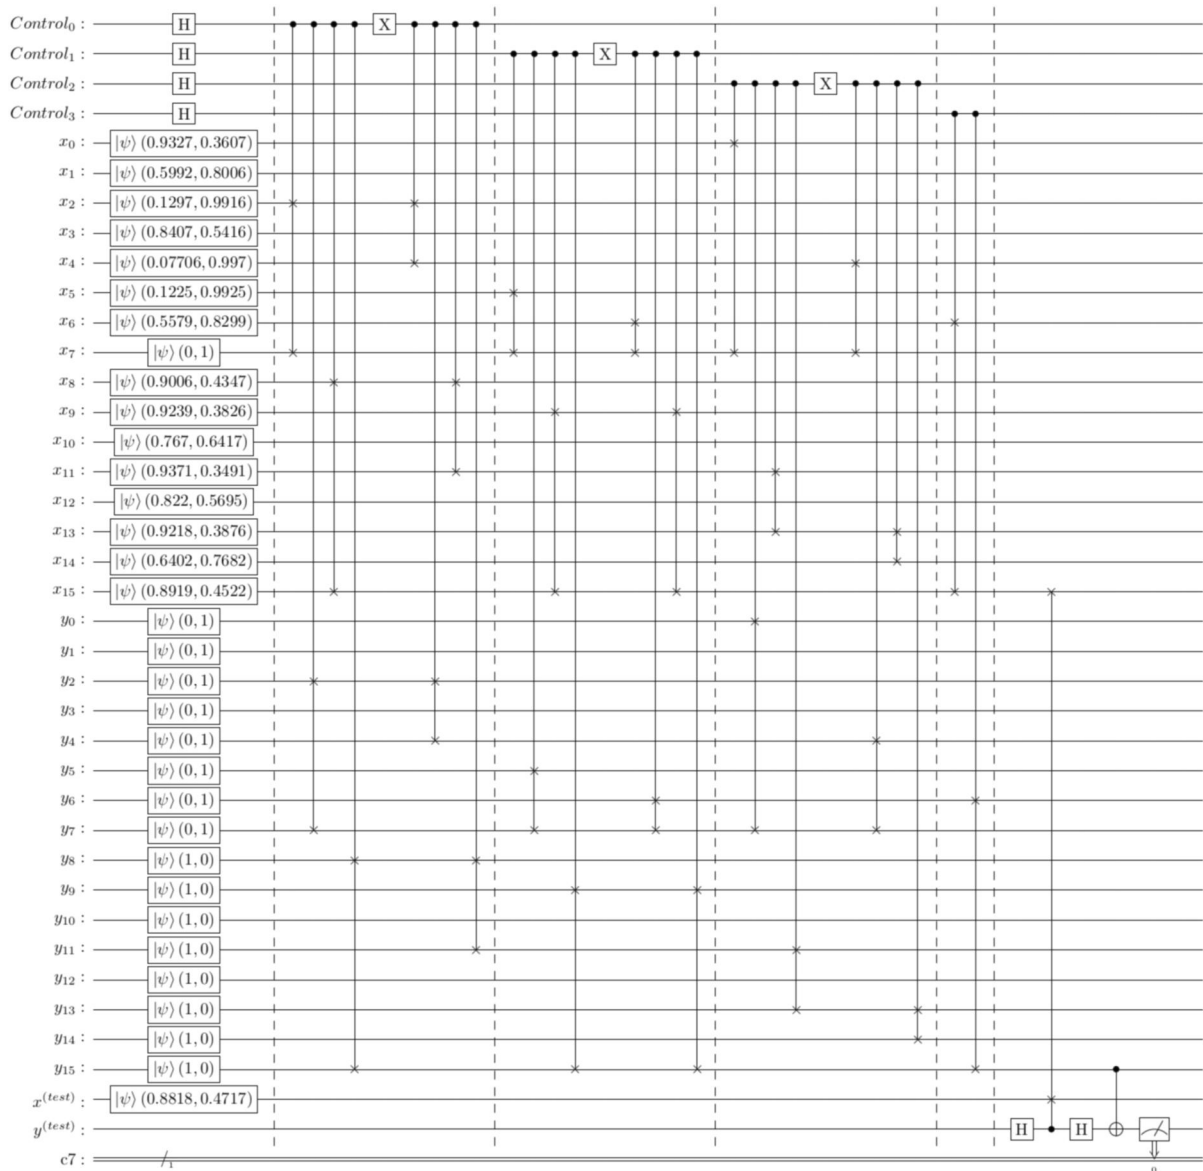 Control₀ : H X
Control₁ : H X
Control₂ : H X
Control₃ : H
x₀ : |ψ⟩ (0.9327, 0.3607)
x₁ : |ψ⟩ (0.5992, 0.8006)
x₂ : |ψ⟩ (0.1297, 0.9916)
x₃ : |ψ⟩ (0.8407, 0.5416)
x₄ : |ψ⟩ (0.07706, 0.997)
x₅ : |ψ⟩ (0.1225, 0.9925)
x₆ : |ψ⟩ (0.5579, 0.8299)
x₇ : |ψ⟩ (0, 1)
x₈ : |ψ⟩ (0.9006, 0.4347)
x₉ : |ψ⟩ (0.9239, 0.3826)
x₁₀ : |ψ⟩ (0.767, 0.6417)
x₁₁ : |ψ⟩ (0.9371, 0.3491)
x₁₂ : |ψ⟩ (0.822, 0.5695)
x₁₃ : |ψ⟩ (0.9218, 0.3876)
x₁₄ : |ψ⟩ (0.6402, 0.7682)
x₁₅ : |ψ⟩ (0.8919, 0.4522)
y₀ : |ψ⟩ (0, 1)
y₁ : |ψ⟩ (0, 1)
y₂ : |ψ⟩ (0, 1)
y₃ : |ψ⟩ (0, 1)
y₄ : |ψ⟩ (0, 1)
y₅ : |ψ⟩ (0, 1)
y₆ : |ψ⟩ (0, 1)
y₇ : |ψ⟩ (0, 1)
y₈ : |ψ⟩ (1, 0)
y₉ : |ψ⟩ (1, 0)
y₁₀ : |ψ⟩ (1, 0)
y₁₁ : |ψ⟩ (1, 0)
y₁₂ : |ψ⟩ (1, 0)
y₁₃ : |ψ⟩ (1, 0)
y₁₄ : |ψ⟩ (1, 0)
y₁₅ : |ψ⟩ (1, 0)
x⁽ᵗᵉˢᵗ⁾ : |ψ⟩ (0.8818, 0.4717)
y⁽ᵗᵉˢᵗ⁾ : H H
c7 : /₁ 0